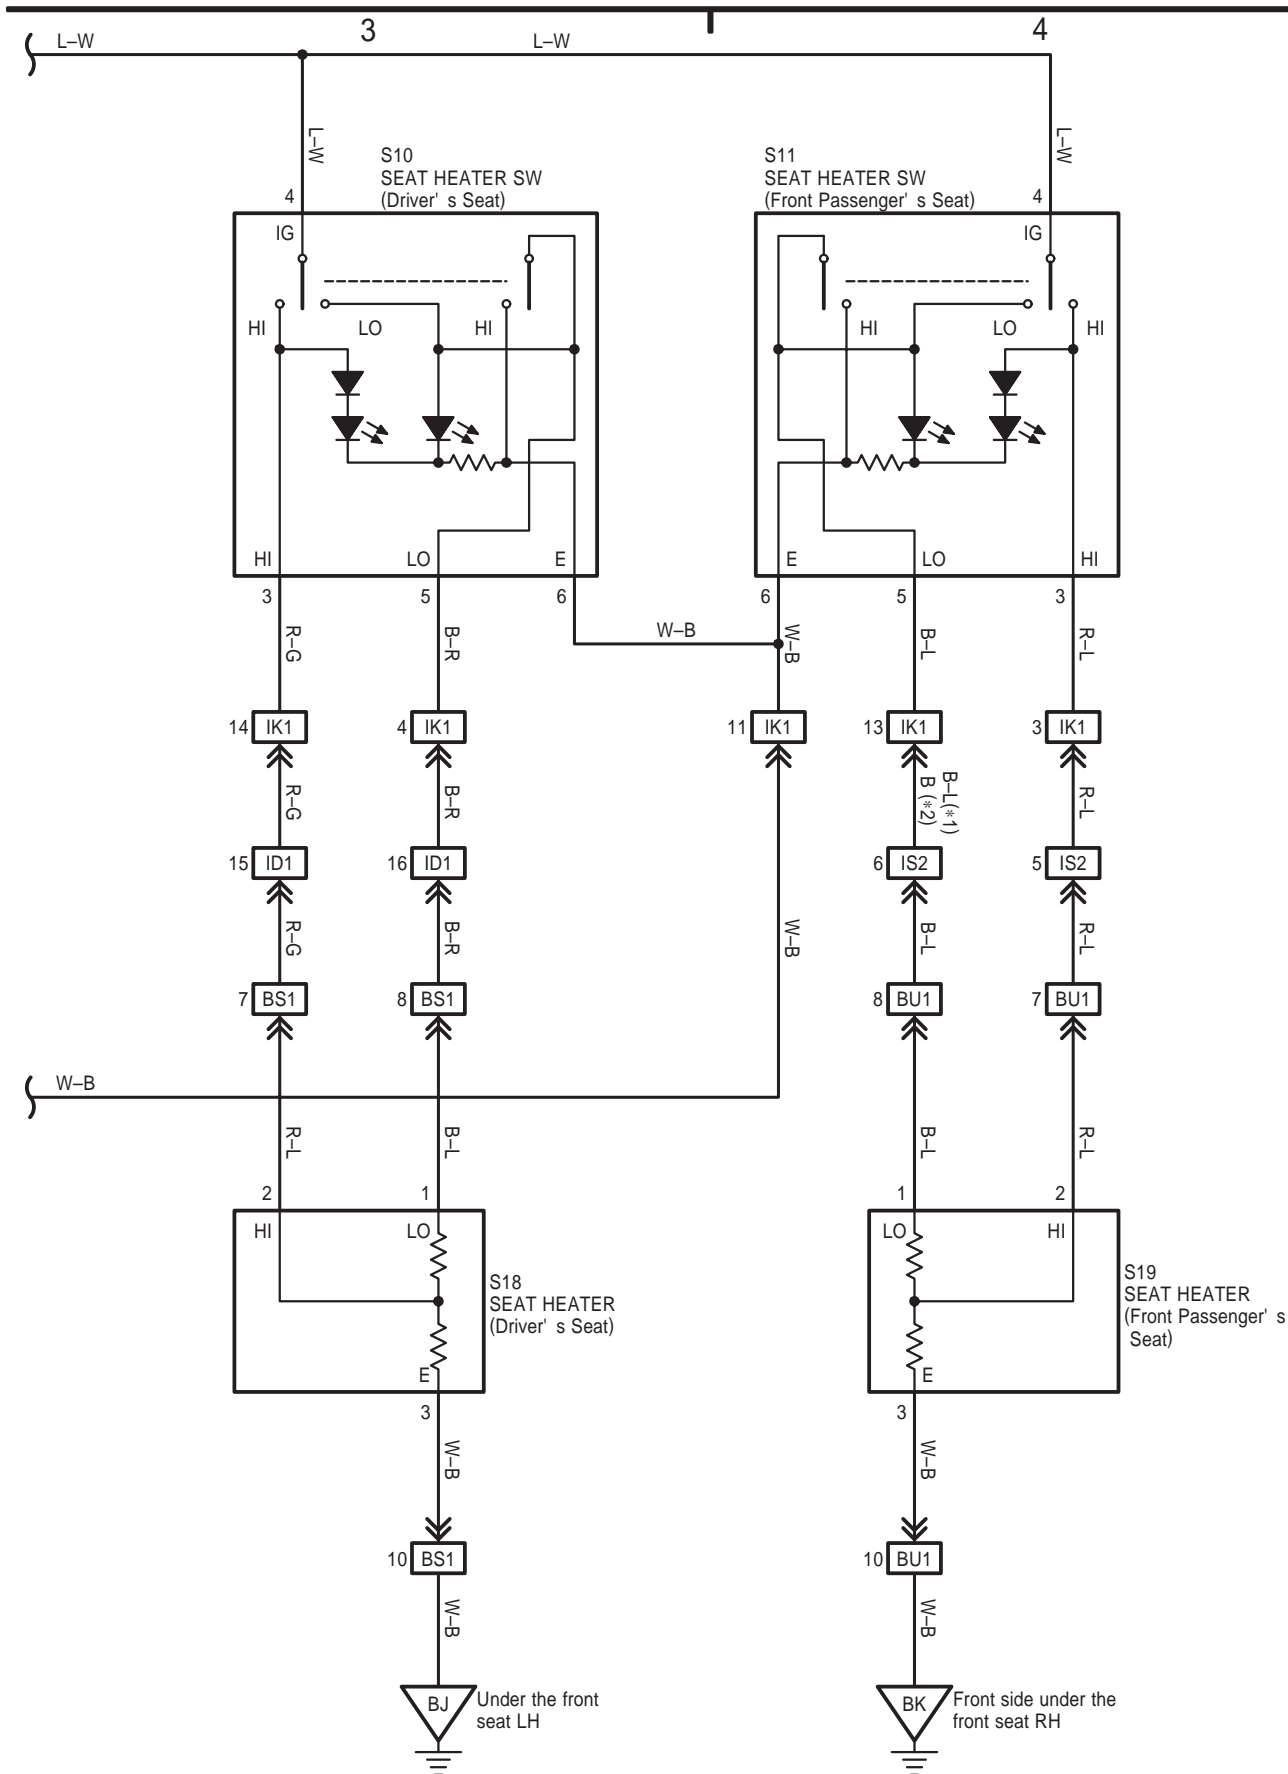 3
4
L–W
L–W
L–W
L–W
S10
SEAT HEATER SW
(Driver' s Seat)
S11
SEAT HEATER SW
(Front Passenger' s Seat)
4
4
IG
IG
HI
LO
HI
HI
LO
HI
HI
LO
E
E
LO
HI
3
5
6
6
5
3
R–G
B–R
W–B
W–B
B–L
R–L
14 IK1
4 IK1
11 IK1
13 IK1
3 IK1
R–G
B–R
B–L(*1)
B (*2)
R–L
15 ID1
16 ID1
6 IS2
5 IS2
R–G
B–R
W–B
B–L
R–L
7 BS1
8 BS1
8 BU1
7 BU1
W–B
R–L
B–L
B–L
R–L
2
1
1
2
HI
LO
LO
HI
S18
SEAT HEATER
(Driver' s Seat)
S19
SEAT HEATER
(Front Passenger' s
Seat)
E
E
3
3
W–B
W–B
10 BS1
10 BU1
W–B
W–B
BJ
Under the front
seat LH
BK
Front side under the
front seat RH